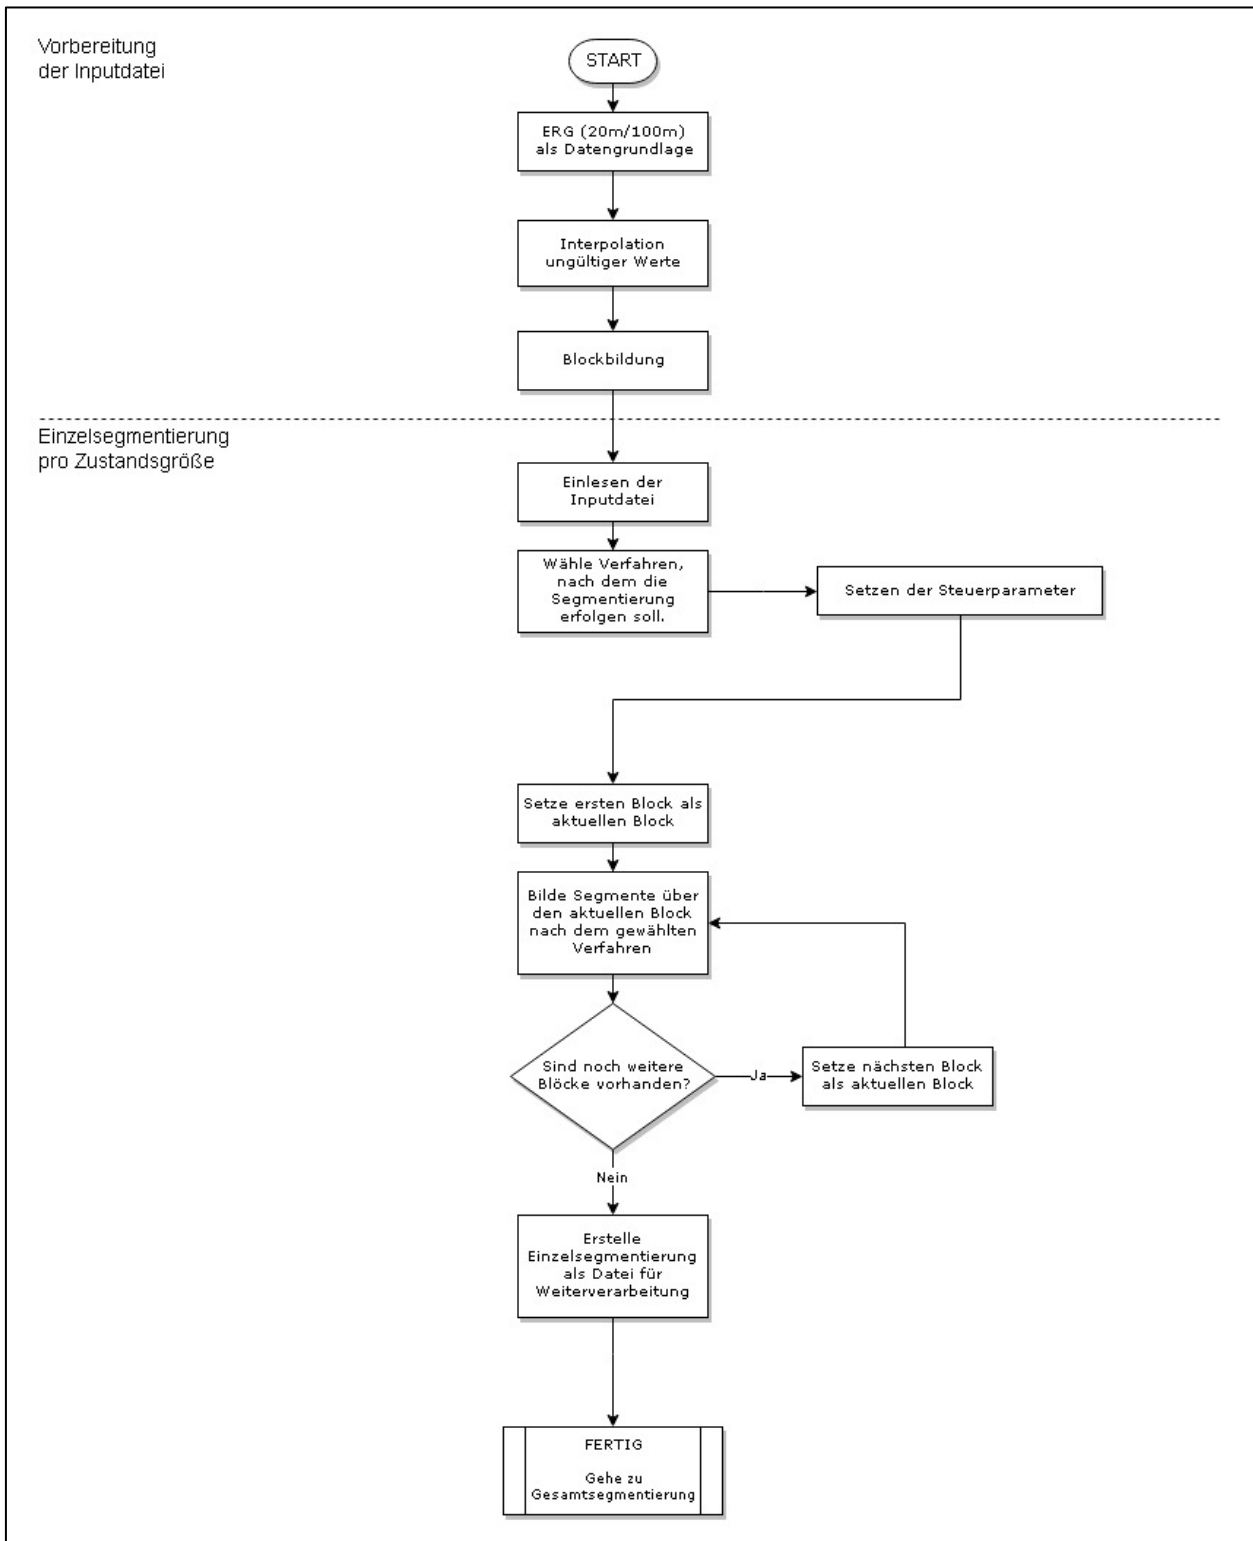 Vorbereitung
der Inputdatei
START
ERG (20m/100m)
als Datengrundlage
Interpolation
ungültiger Werte
Blockbildung
Einzelsegmentierung
pro Zustandsgröße
Einlesen der
Inputdatei
Wähle Verfahren,
nach dem die
Segmentierung
erfolgen soll.
Setzen der Steuerparameter
Setze ersten Block als
aktuellen Block
Bilde Segmente über
den aktuellen Block
nach dem gewählten
Verfahren
Sind noch weitere
Blöcke vorhanden?
Ja
Setze nächsten Block
als aktuellen Block
Nein
Erstelle
Einzelsegmentierung
als Datei für
Weiterverarbeitung
FERTIG
Gehe zu
Gesamtsegmentierung